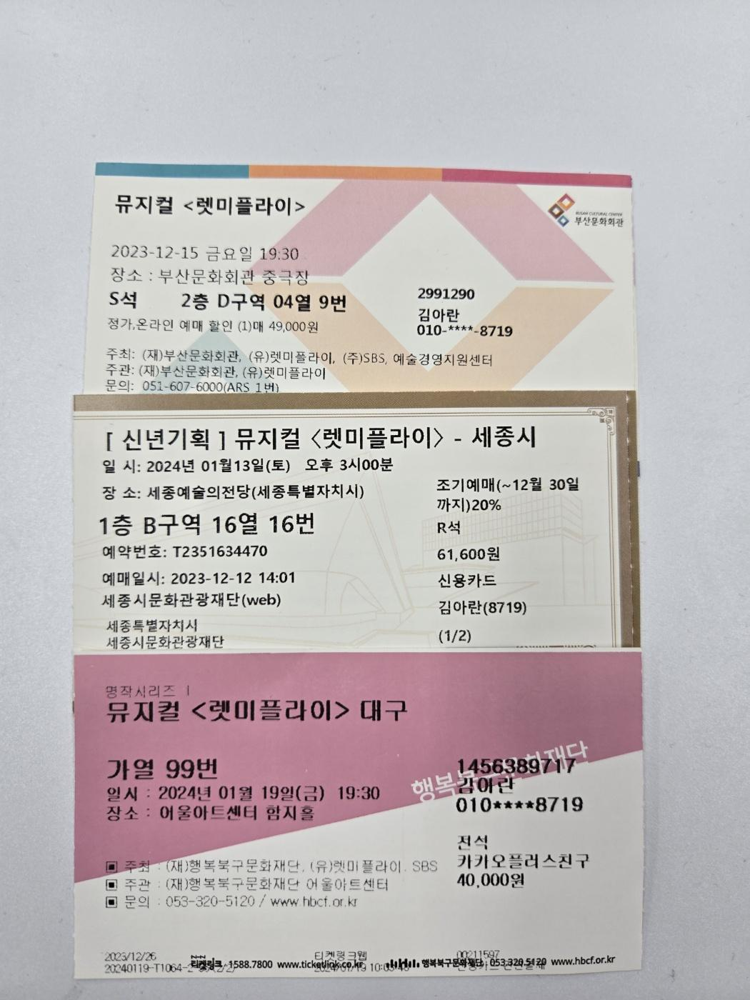 뮤지컬 <렛미플라이>
BUSAN CULTURAL CENTER
부산문화회관
2023-12-15 금요일 19:30
장소 : 부산문화회관 중극장
S석 2층 D구역 04열 9번
2991290
김아란
010-****-8719
정가,온라인 예매 할인 (1)매 49,000원
주최: (재)부산문화회관, (유)렛미플라이, (주)SBS, 예술경영지원센터
주관: (재)부산문화회관, (유)렛미플라이
문의: 051-607-6000(ARS 1번)
[ 신년기획 ] 뮤지컬 〈렛미플라이〉 - 세종시
일 시: 2024년 01월13일(토) 오후 3시00분
장 소: 세종예술의전당(세종특별자치시)
1층 B구역 16열 16번
예약번호: T2351634470
예매일시: 2023-12-12 14:01
세종시문화관광재단(web)
세종특별자치시
세종시문화관광재단
조기예매(~12월 30일
까지)20%
R석
61,600원
신용카드
김아란(8719)
(1/2)
명작시리즈 I
뮤지컬 <렛미플라이> 대구
가열 99번
일시 : 2024년 01월 19일(금) 19:30
장소 : 어울아트센터 함지홀
1456389717
김아란
010****8719
전석
카카오플러스친구
40,000원
▣ 주최 : (재)행복북구문화재단, (유)렛미플라이. SBS
▣ 주관 : (재)행복북구문화재단 어울아트센터
▣ 문의 : 053-320-5120 / www.hbcf.or.kr
2023/12/26
티켓링크웹
00211597
티켓링크 1588.7800 www.ticketlink.co.kr
행복북구문화재단 053.320.5120 www.hbcf.or.kr